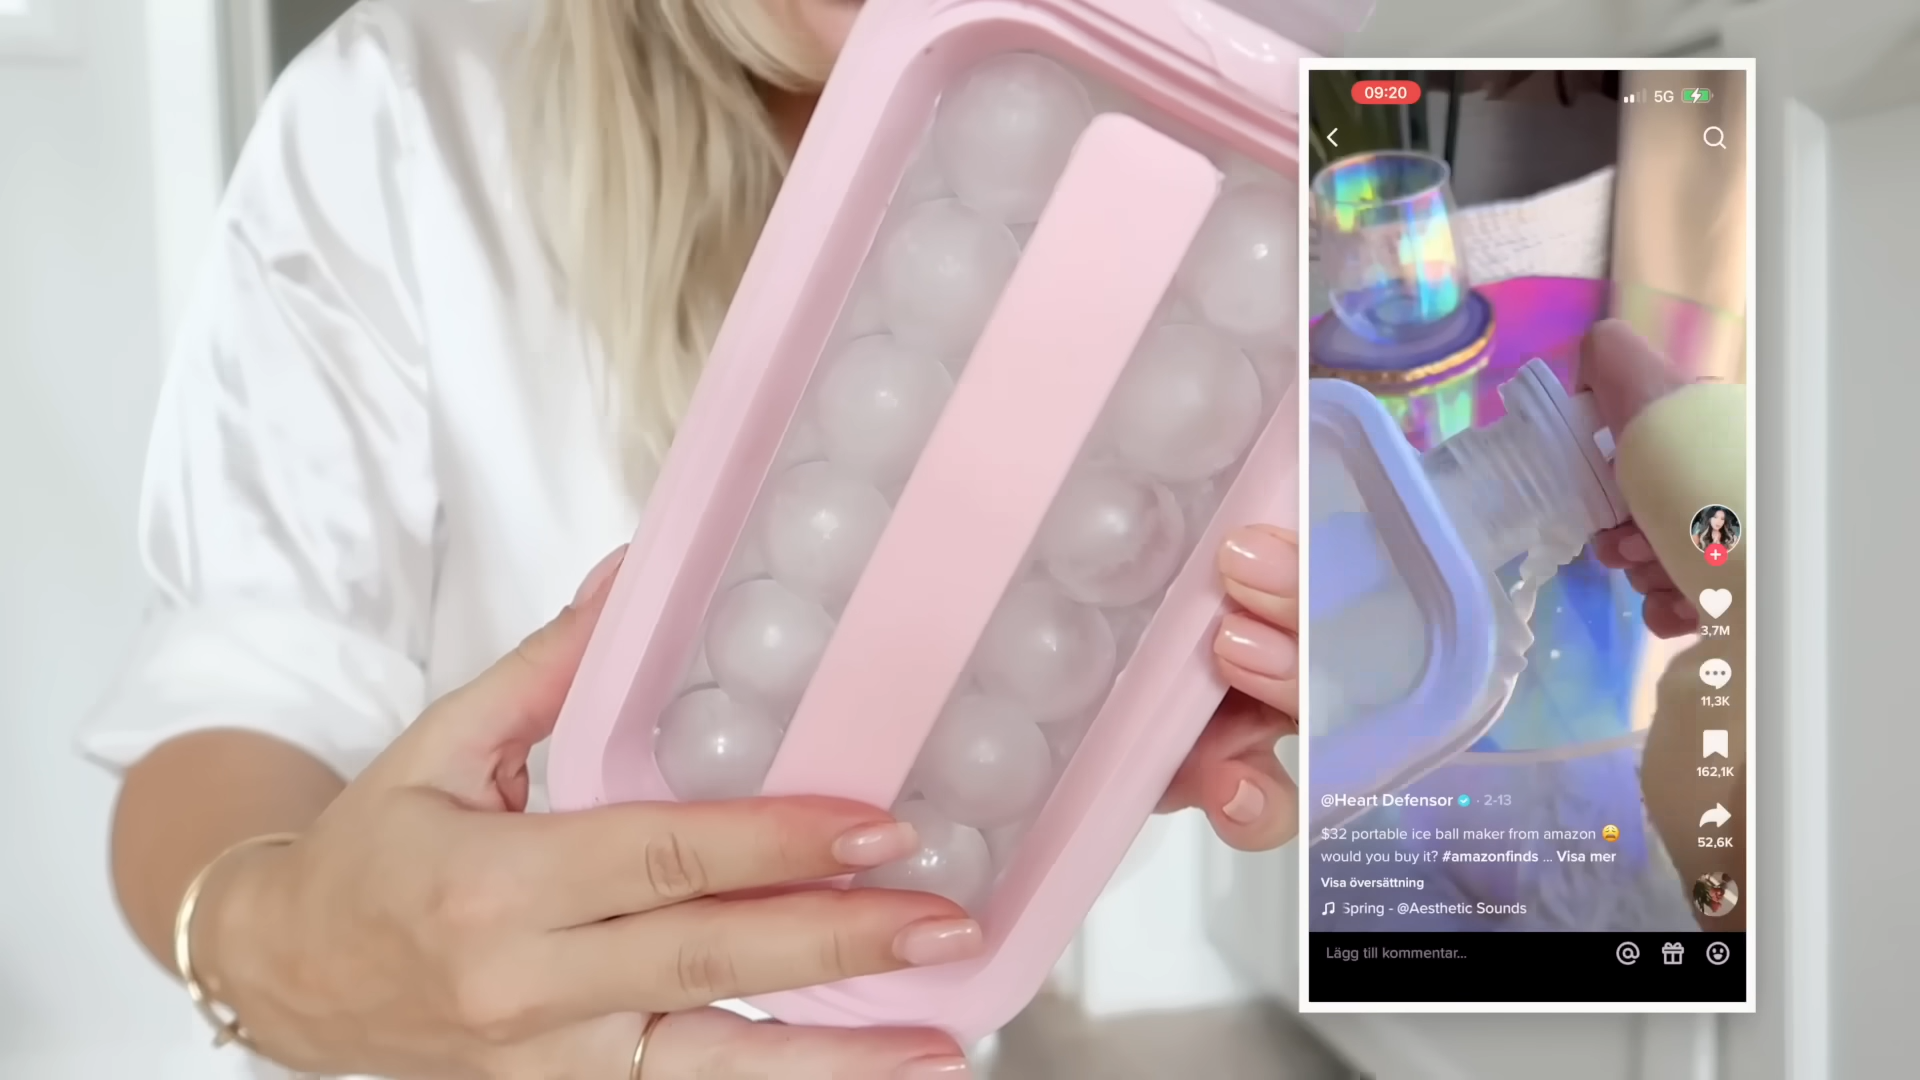 09:20
5G
3,7M
11,3K
162,1K
@Heart Defensor · 2-13
52,6K
$32 portable ice ball maker from amazon
would you buy it? #amazonfinds ... Visa mer
Visa översättning
Spring - @Aesthetic Sounds
Lägg till kommentar...